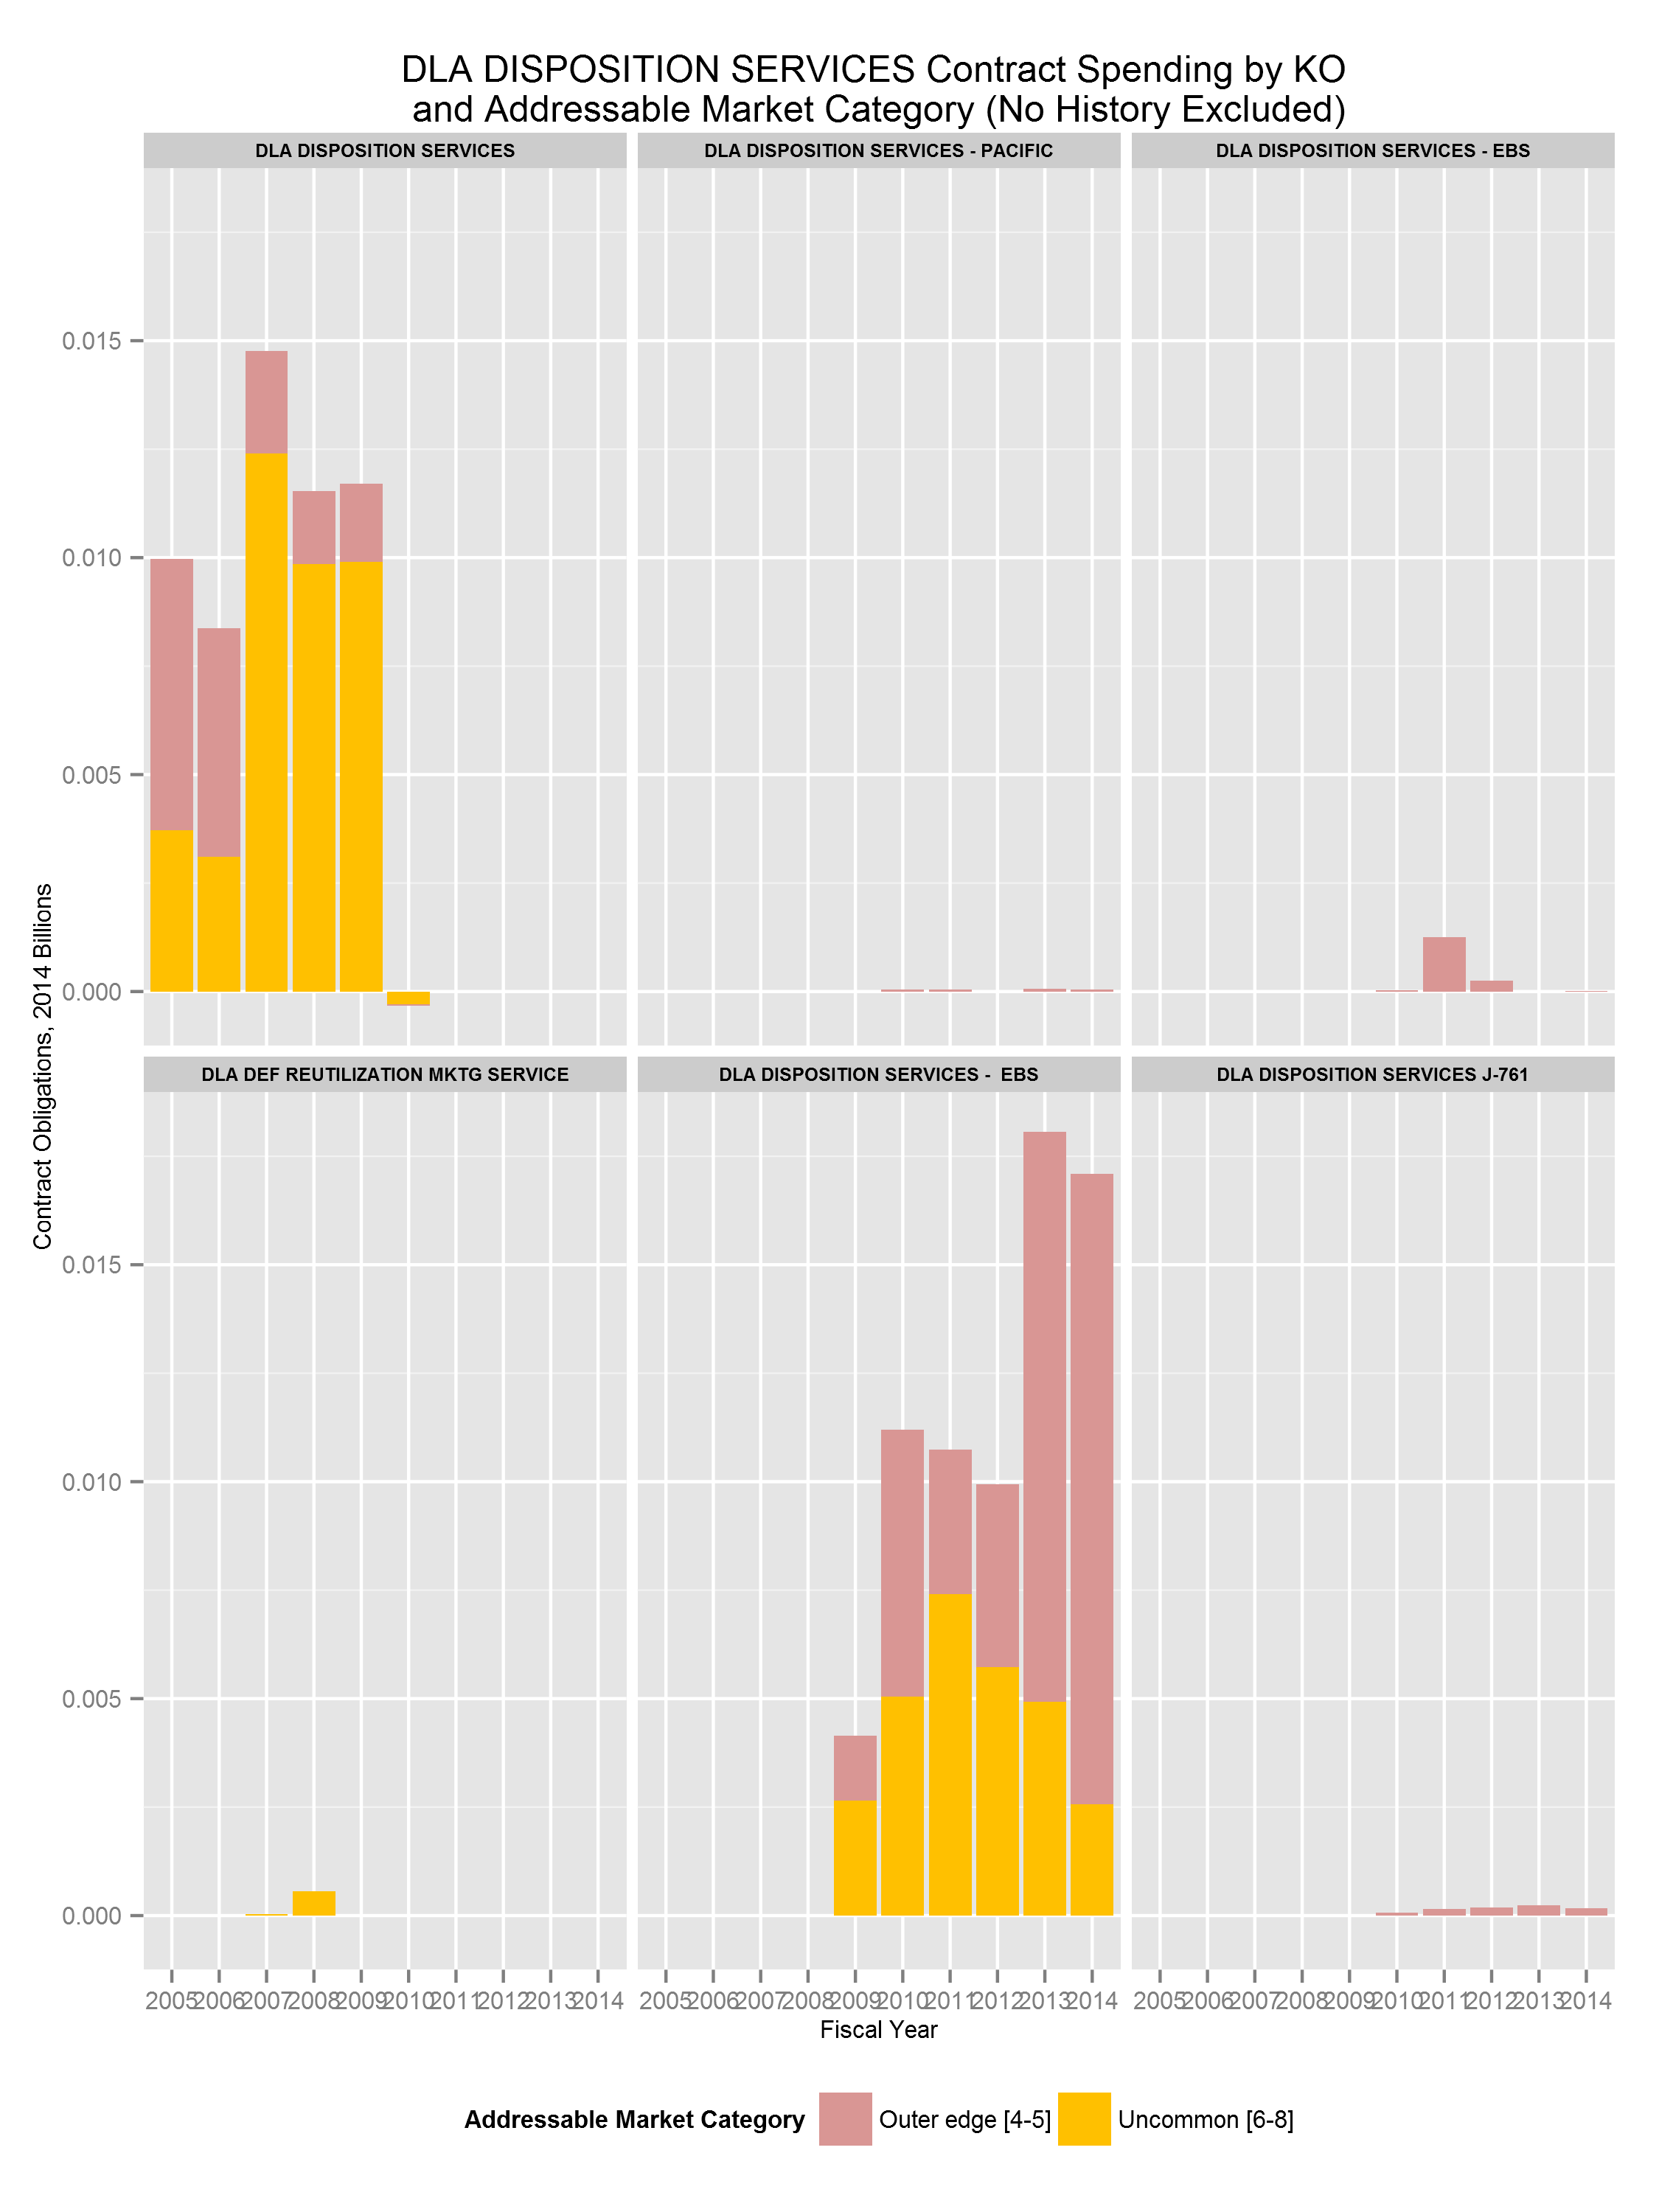 DLA DISPOSITION SERVICES Contract Spending by KO
and Addressable Market Category (No History Excluded)
DLA DISPOSITION SERVICES
DLA DISPOSITION SERVICES - PACIFIC
DLA DISPOSITION SERVICES - EBS
0.015
0.010
0.005
0.000
Contract Obligations, 2014 Billions
DLA DEF REUTILIZATION MKTG SERVICE
DLA DISPOSITION SERVICES -  EBS
DLA DISPOSITION SERVICES J-761
0.015
0.010
0.005
0.000
2005 2006 2007 2008 2009 2010 2011 2012 2013 2014
2005 2006 2007 2008 2009 2010 2011 2012 2013 2014
2005 2006 2007 2008 2009 2010 2011 2012 2013 2014
Fiscal Year
Addressable Market Category
Outer edge [4-5]
Uncommon [6-8]